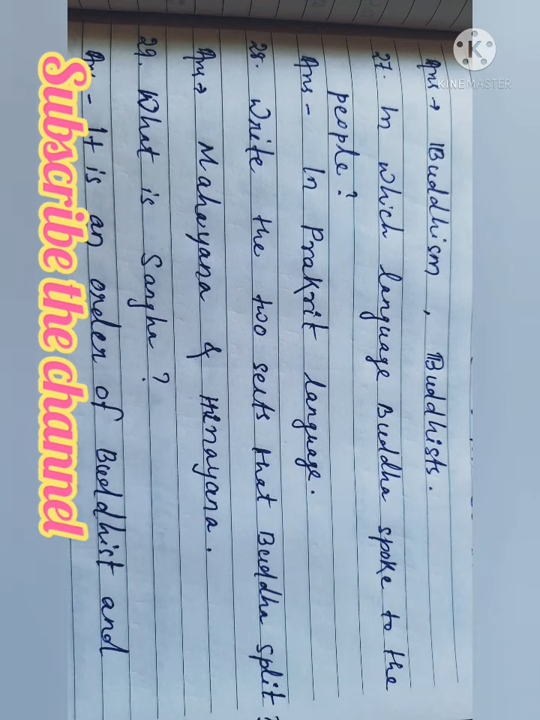 Ans → Buddhism, Buddhists.
27. In which language Buddha spoke to the
people?
Ans - In Prakrit language.
28. Write the two sects that Buddha split?
Ans → Mahayana & Hinayana.
29. What is Sangha?
Ans - It is an order of Buddhist and
Subscribe the channel
KINEMASTER